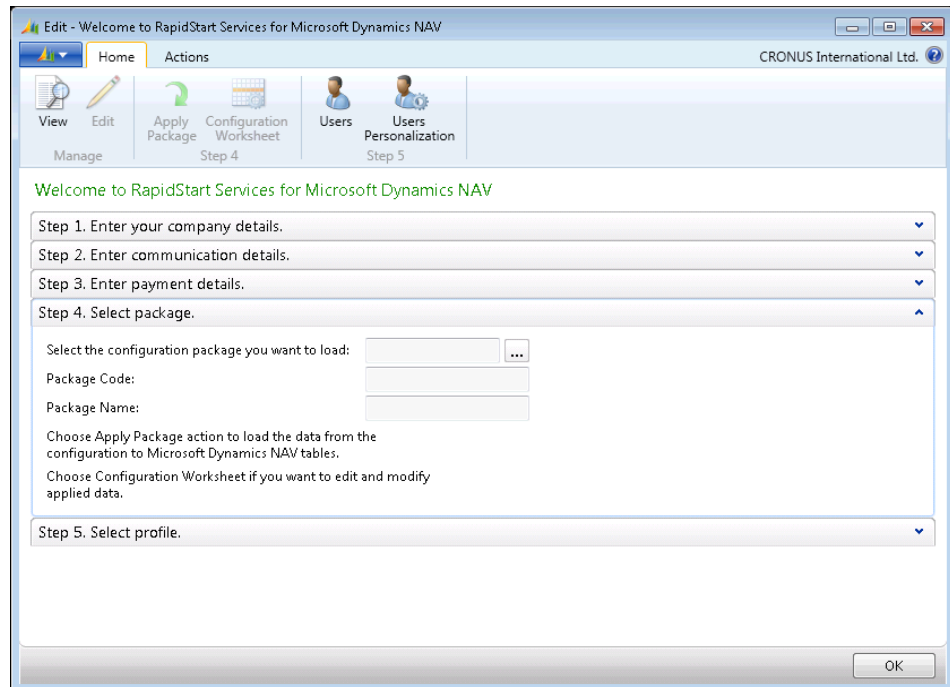 Edit - Welcome to RapidStart Services for Microsoft Dynamics NAV
Home Actions CRONUS International Ltd.
View Edit Apply Package Configuration Worksheet Users Users Personalization
Manage Step 4 Step 5
Welcome to RapidStart Services for Microsoft Dynamics NAV
Step 1. Enter your company details.
Step 2. Enter communication details.
Step 3. Enter payment details.
Step 4. Select package.
Select the configuration package you want to load: ...
Package Code:
Package Name:
Choose Apply Package action to load the data from the
configuration to Microsoft Dynamics NAV tables.
Choose Configuration Worksheet if you want to edit and modify
applied data.
Step 5. Select profile.
OK